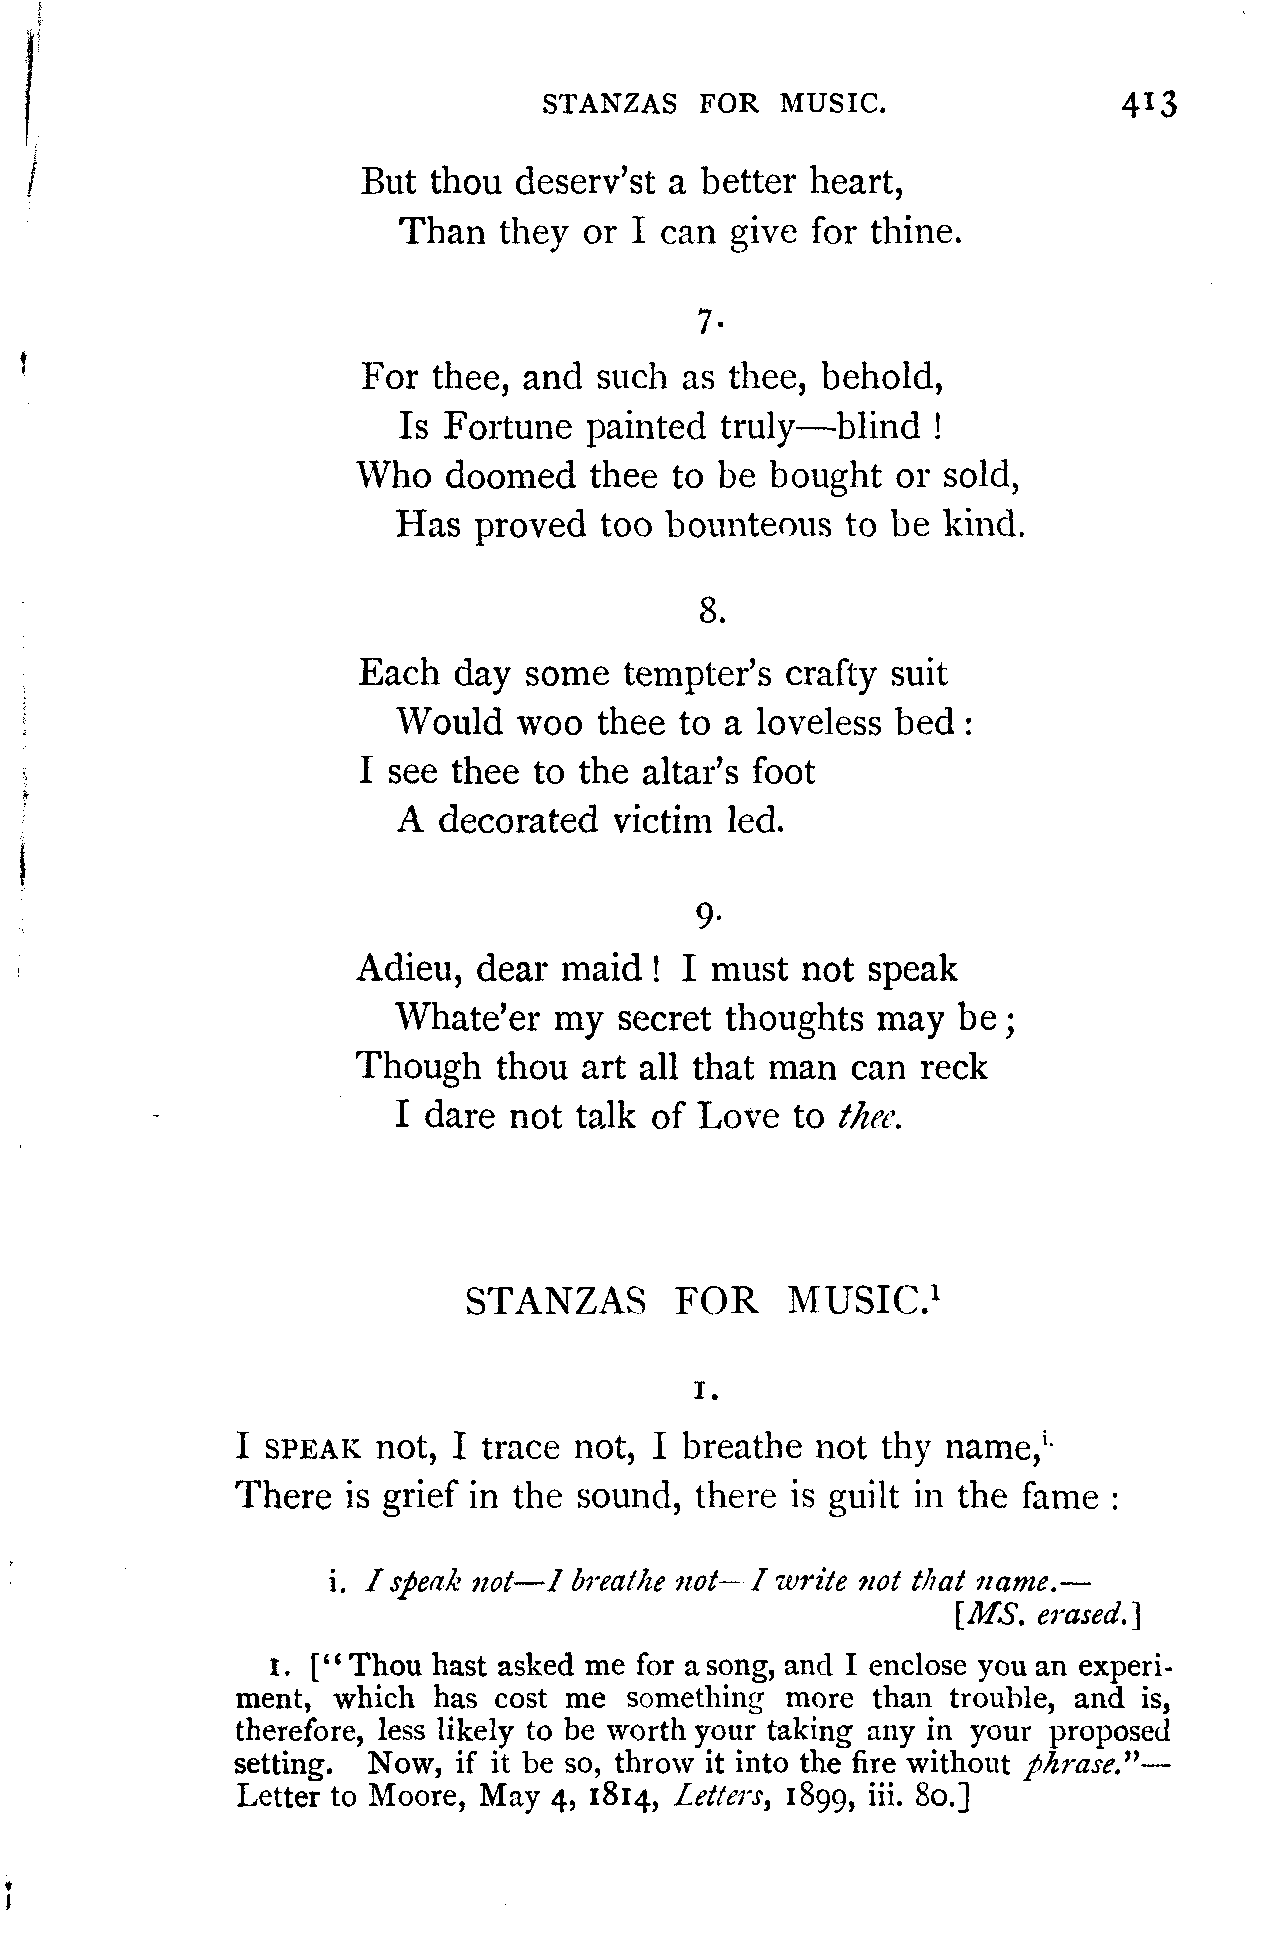 STANZAS FOR MUSIC. 413
But thou deserv'st a better heart,
Than they or I can give for thine.
7.
For thee, and such as thee, behold,
Is Fortune painted truly—blind !
Who doomed thee to be bought or sold,
Has proved too bounteous to be kind.
8.
Each day some tempter's crafty suit
Would woo thee to a loveless bed :
I see thee to the altar's foot
A decorated victim led.
9.
Adieu, dear maid ! I must not speak
Whate'er my secret thoughts may be ;
Though thou art all that man can reck
I dare not talk of Love to thee.
STANZAS FOR MUSIC.¹
1.
I SPEAK not, I trace not, I breathe not thy name,i.
There is grief in the sound, there is guilt in the fame :
i. I speak not—I breathe not—I write not that name.—
[MS. erased.]
1. ["Thou hast asked me for a song, and I enclose you an experi-
ment, which has cost me something more than trouble, and is,
therefore, less likely to be worth your taking any in your proposed
setting. Now, if it be so, throw it into the fire without phrase."—
Letter to Moore, May 4, 1814, Letters, 1899, iii. 80.]